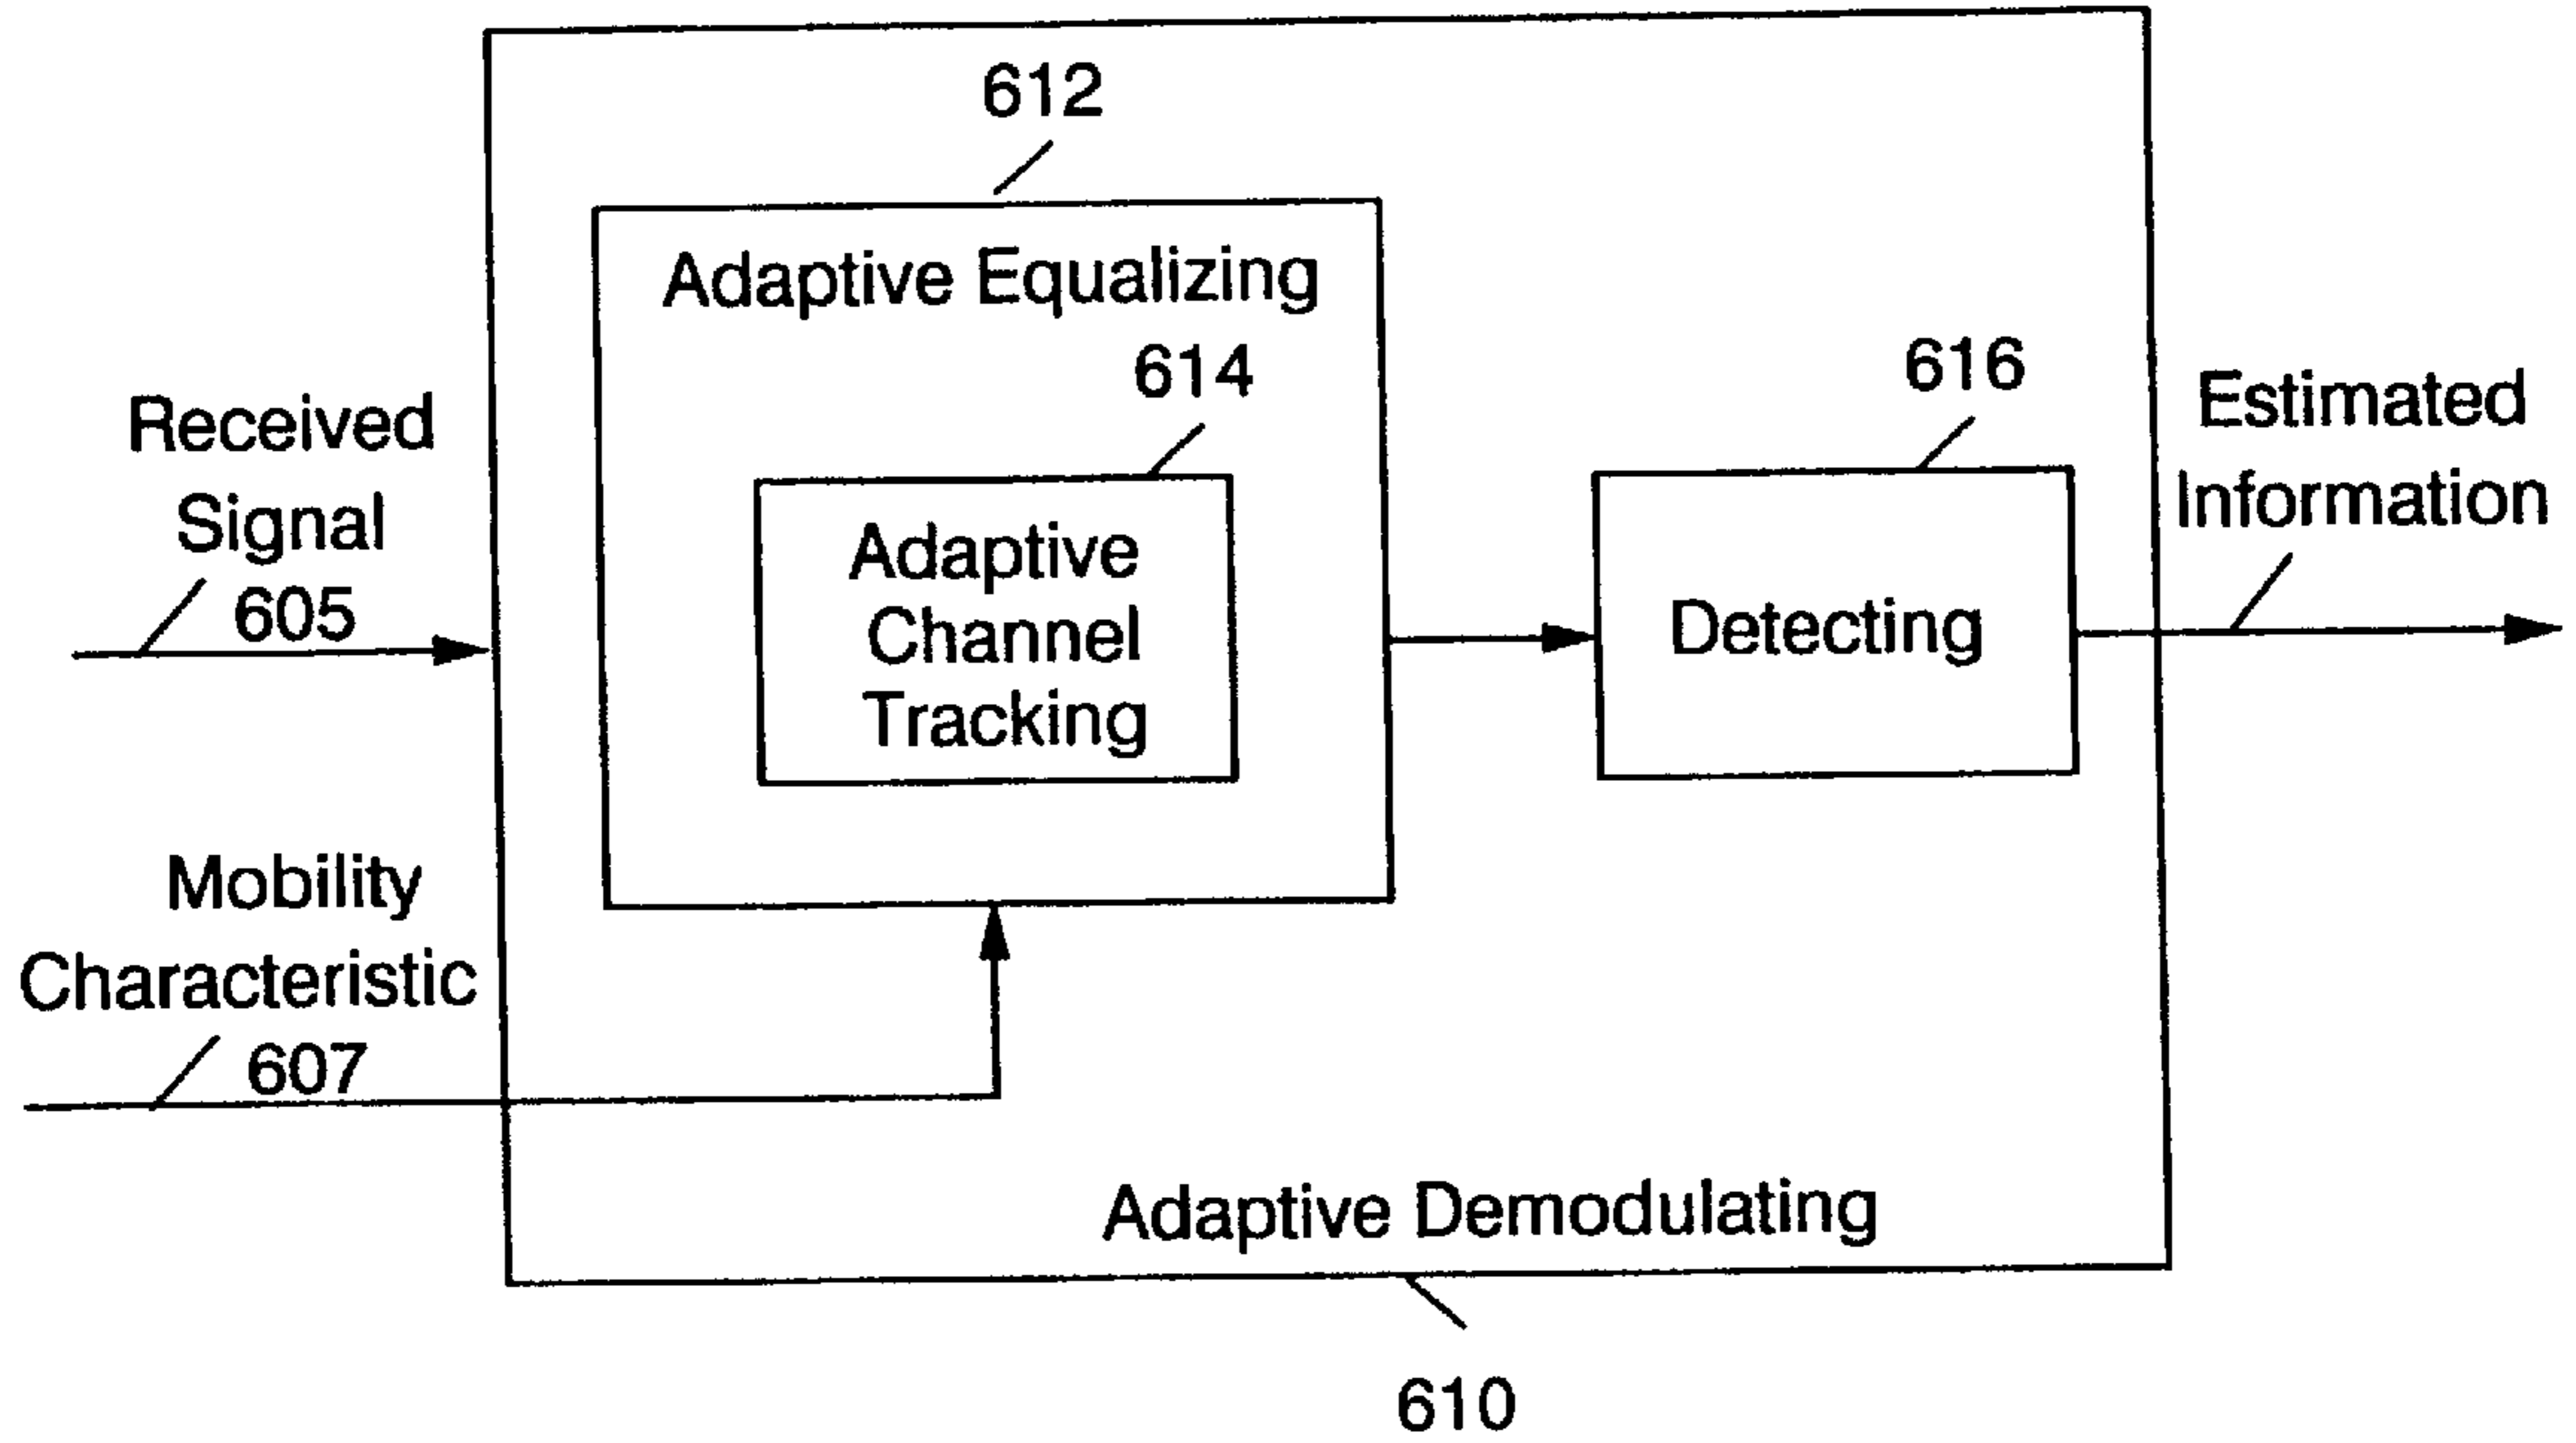 612
Adaptive Equalizing
614
Adaptive
Channel
Tracking
616
Detecting
Received
Signal
605
Estimated
Information
Mobility
Characteristic
607
Adaptive Demodulating
610